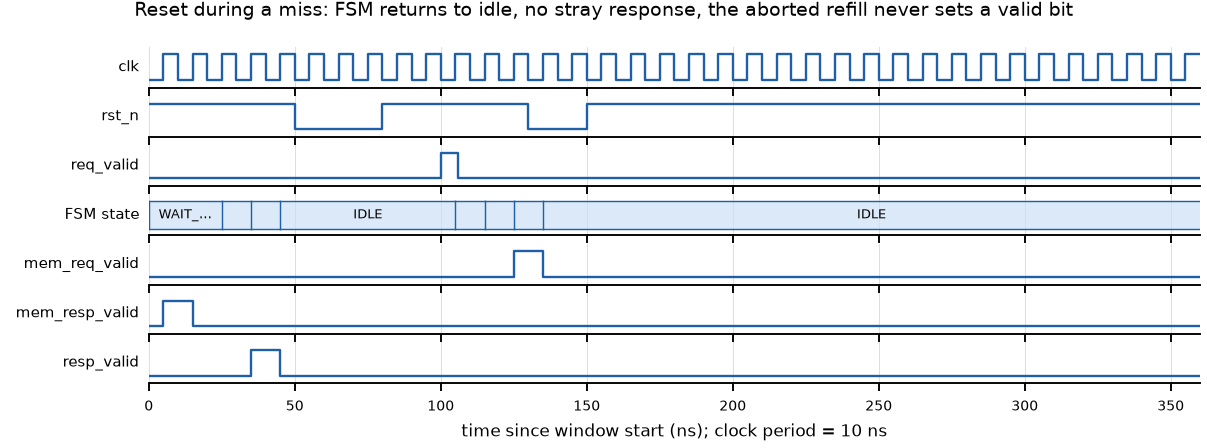 Reset during a miss: FSM returns to idle, no stray response, the aborted refill never sets a valid bit
clk
rst_n
req_valid
FSM state WAIT_... IDLE IDLE
mem_req_valid
mem_resp_valid
resp_valid
0 50 100 150 200 250 300 350
time since window start (ns); clock period = 10 ns